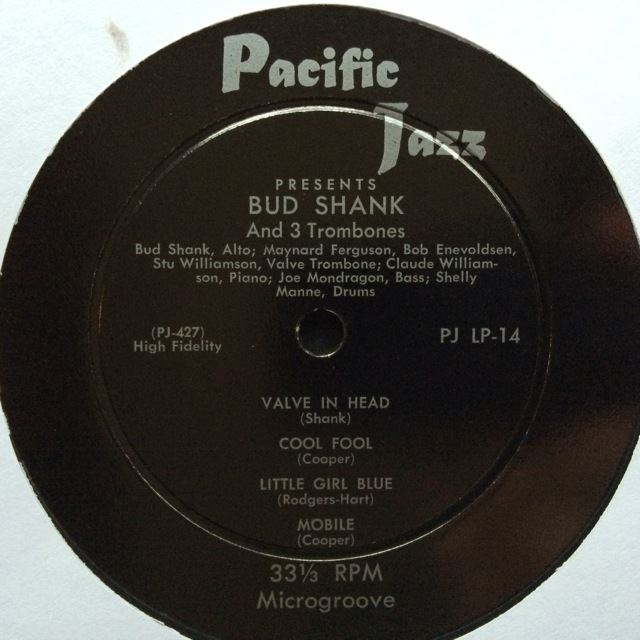 Pacific
Jazz
PRESENTS
BUD SHANK
And 3 Trombones
Bud Shank, Alto; Maynard Ferguson, Bob Enevoldsen,
Stu Williamson, Valve Trombone; Claude William-
son, Piano; Joe Mondragon, Bass; Shelly
Manne, Drums
(PJ-427)
High Fidelity
PJ LP-14
VALVE IN HEAD
(Shank)
COOL FOOL
(Cooper)
LITTLE GIRL BLUE
(Rodgers-Hart)
MOBILE
(Cooper)
33⅓ RPM
Microgroove